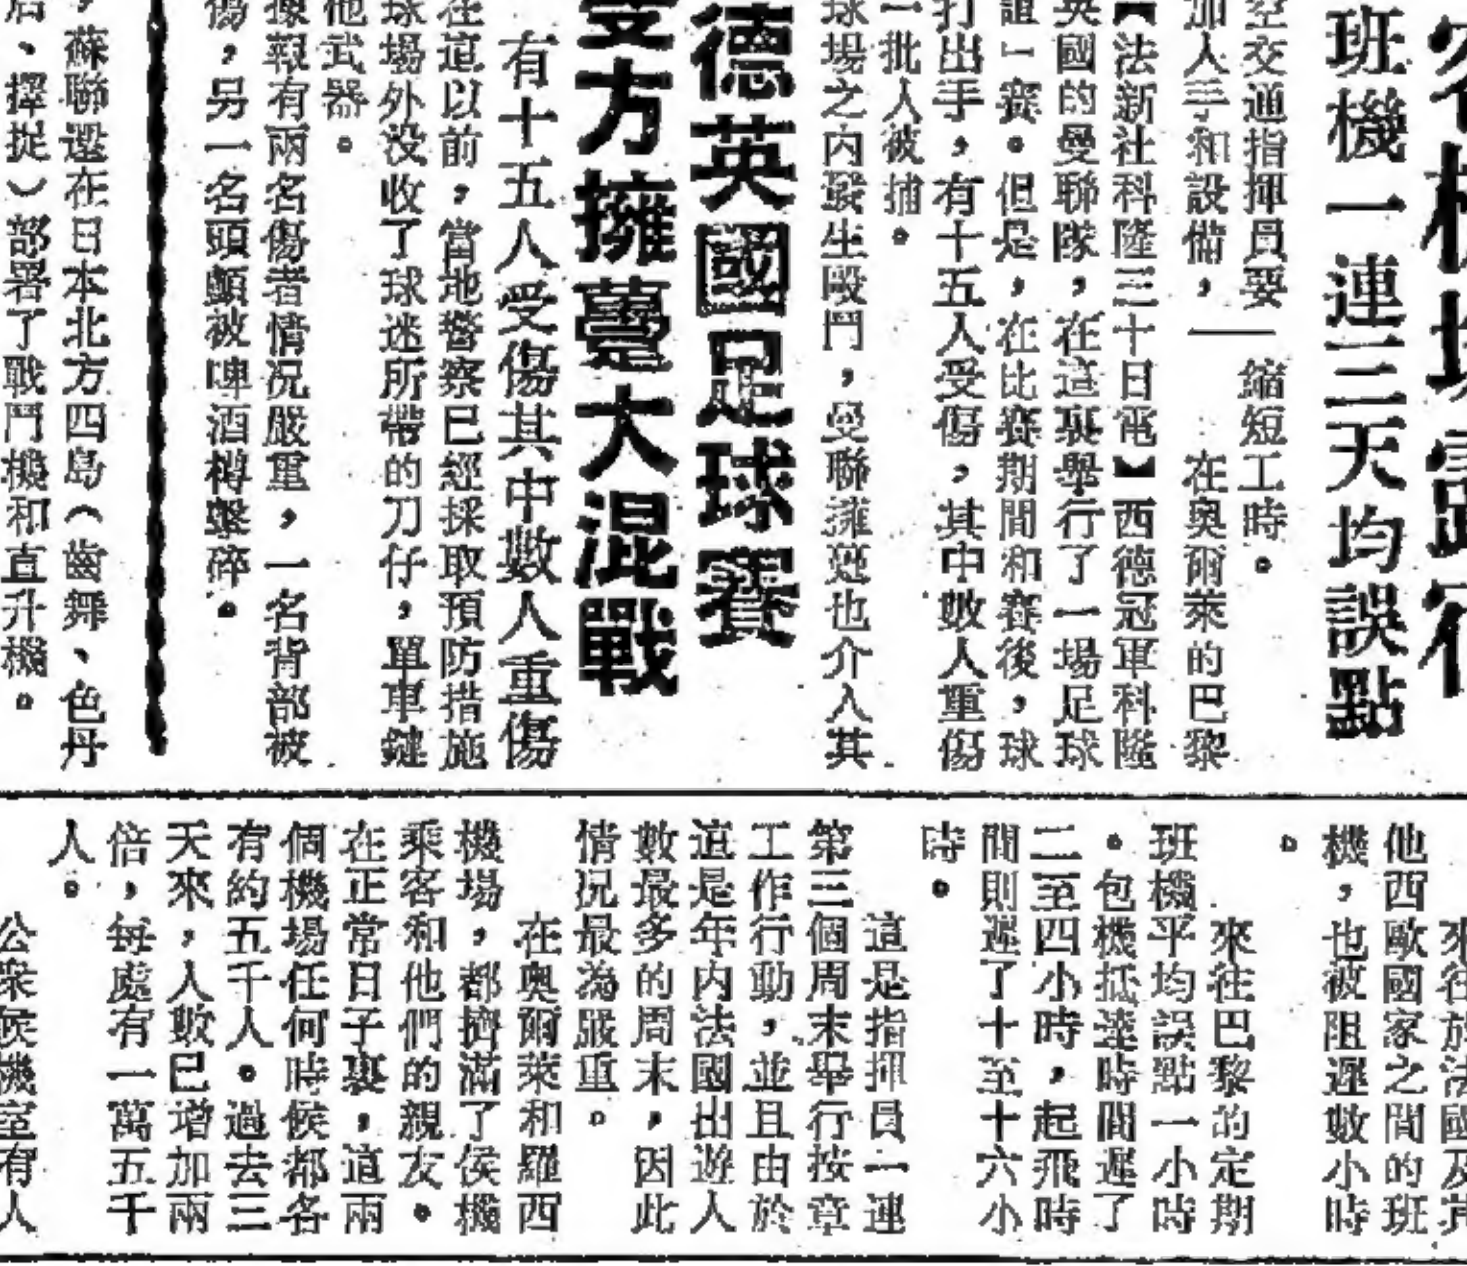 班機一連三天均誤點
空交通指揮員要
加人手和設備，
縮短工時。
在奧爾萊的巴黎
【法新社科隆三十日電】西德冠軍科隆
英國的曼聯隊，在這裏舉行了一場足球
誼」賽。但是，在比賽期間和賽後，球
打出手，有十五人受傷，其中數人重傷
一批人被捕。
球場之內發生毆鬥，曼聯擁躉也介入其
德英國足球賽
雙方擁躉大混戰
有十五人受傷其中數人重傷
在這以前，當地警察已經採取預防措施
球場外没收了球迷所帶的刀仔，單車鏈
他武器。
據報有兩名傷者情况嚴重，一名背部被
傷，另一名頭顱被啤酒樽擊碎。
，蘇聯還在日本北方四島（齒舞、色丹
后、擇捉）部署了戰鬥機和直升機。
來往於法國及其
他西歐國家之間的班
機，也被阻遲數小時
。
來往巴黎的定期
班機平均誤點一小時
。包機抵達時間遲了
二至四小時，起飛時
間則遲了十至十六小
時。
這是指揮員一連
第三個周末舉行按章
工作行動，並且由於
這是年內法國出遊人
數最多的周末，因此
情况最為嚴重。
在奧爾萊和羅西
機場，都擠滿了侯機
乘客和他們的親友。
在正常日子裏，這兩
個機場任何時候都各
有約五千人。過去三
天來，人數已增加兩
倍，每處有一萬五千
人。
公衆候機室有人